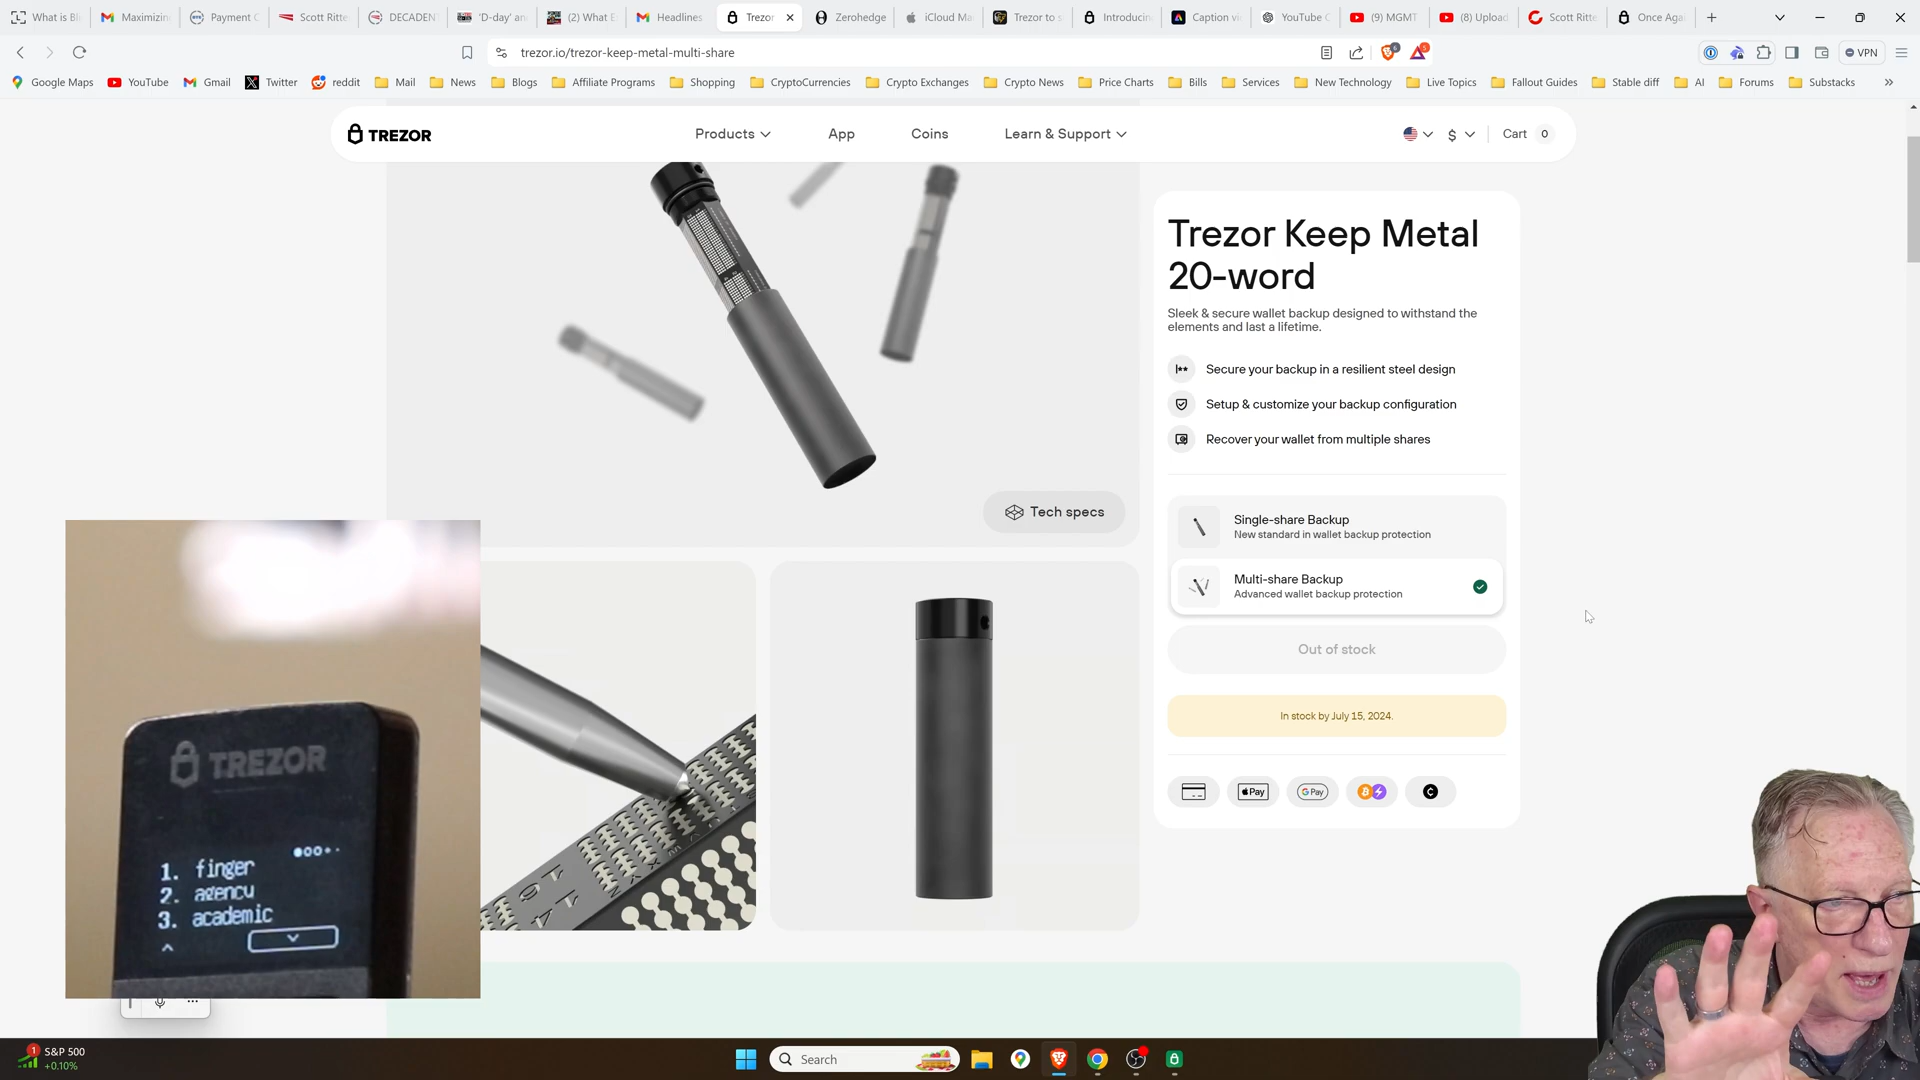 What is Bli
Maximizin
Payment C
Scott Ritte
DECADEN
'D-day' an
(2) What E
Headlines
Trezor
Zerohedge
iCloud Ma
Trezor to s
Introducin
Caption vi
YouTube C
(9) MGMT
(8) Upload
Scott Ritte
Once Aga
trezor.io/trezor-keep-metal-multi-share
VPN
Google Maps
YouTube
Gmail
Twitter
reddit
Mail
News
Blogs
Affiliate Programs
Shopping
CryptoCurrencies
Crypto Exchanges
Crypto News
Price Charts
Bills
Services
New Technology
Live Topics
Fallout Guides
Stable diff
AI
Forums
Substacks
TREZOR
Products
App
Coins
Learn & Support
$
Cart 0
Trezor Keep Metal
20-word
Sleek & secure wallet backup designed to withstand the
elements and last a lifetime.
Secure your backup in a resilient steel design
Setup & customize your backup configuration
Recover your wallet from multiple shares
Tech specs
Single-share Backup
New standard in wallet backup protection
Multi-share Backup
Advanced wallet backup protection
Out of stock
In stock by July 15, 2024.
Pay
G Pay
TREZOR
1. finger
2. agency
3. academic
16
14
1
S&P 500
+0.10%
Search